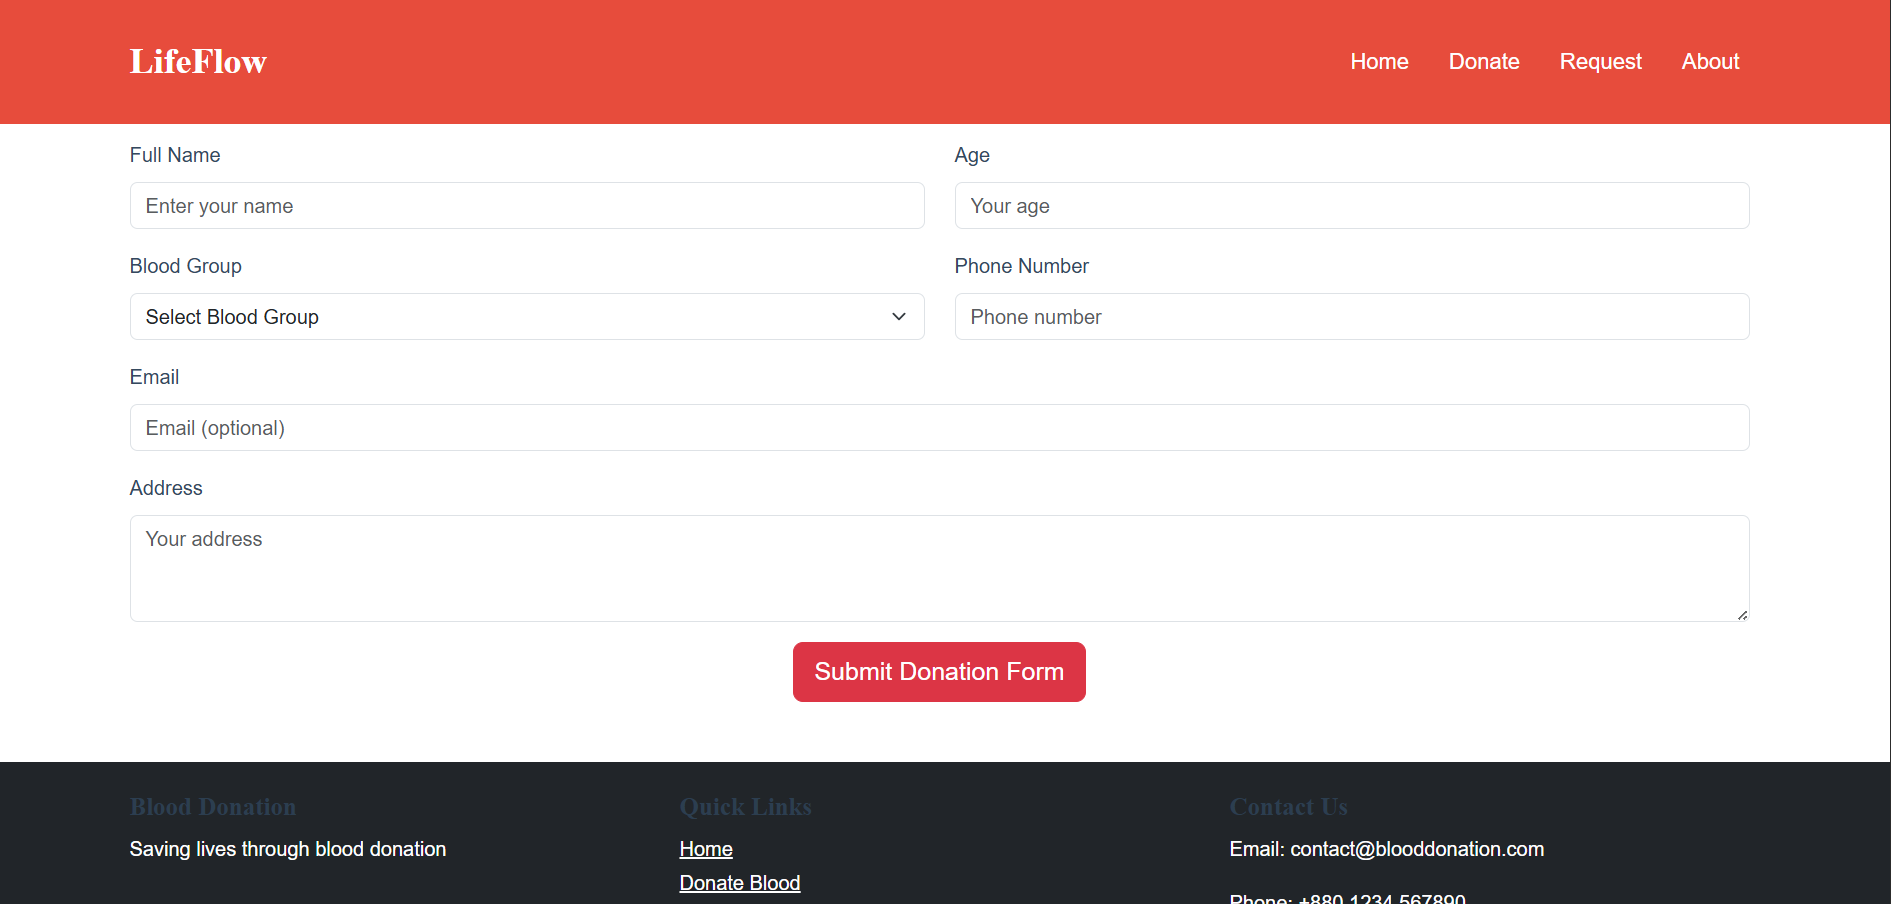 LifeFlow
Home Donate Request About
Full Name Age
Enter your name Your age
Blood Group Phone Number
Select Blood Group Phone number
Email
Email (optional)
Address
Your address
Submit Donation Form
Blood Donation Quick Links Contact Us
Saving lives through blood donation Home Email: contact@blooddonation.com
Donate Blood
Phone: +880 1234 567890